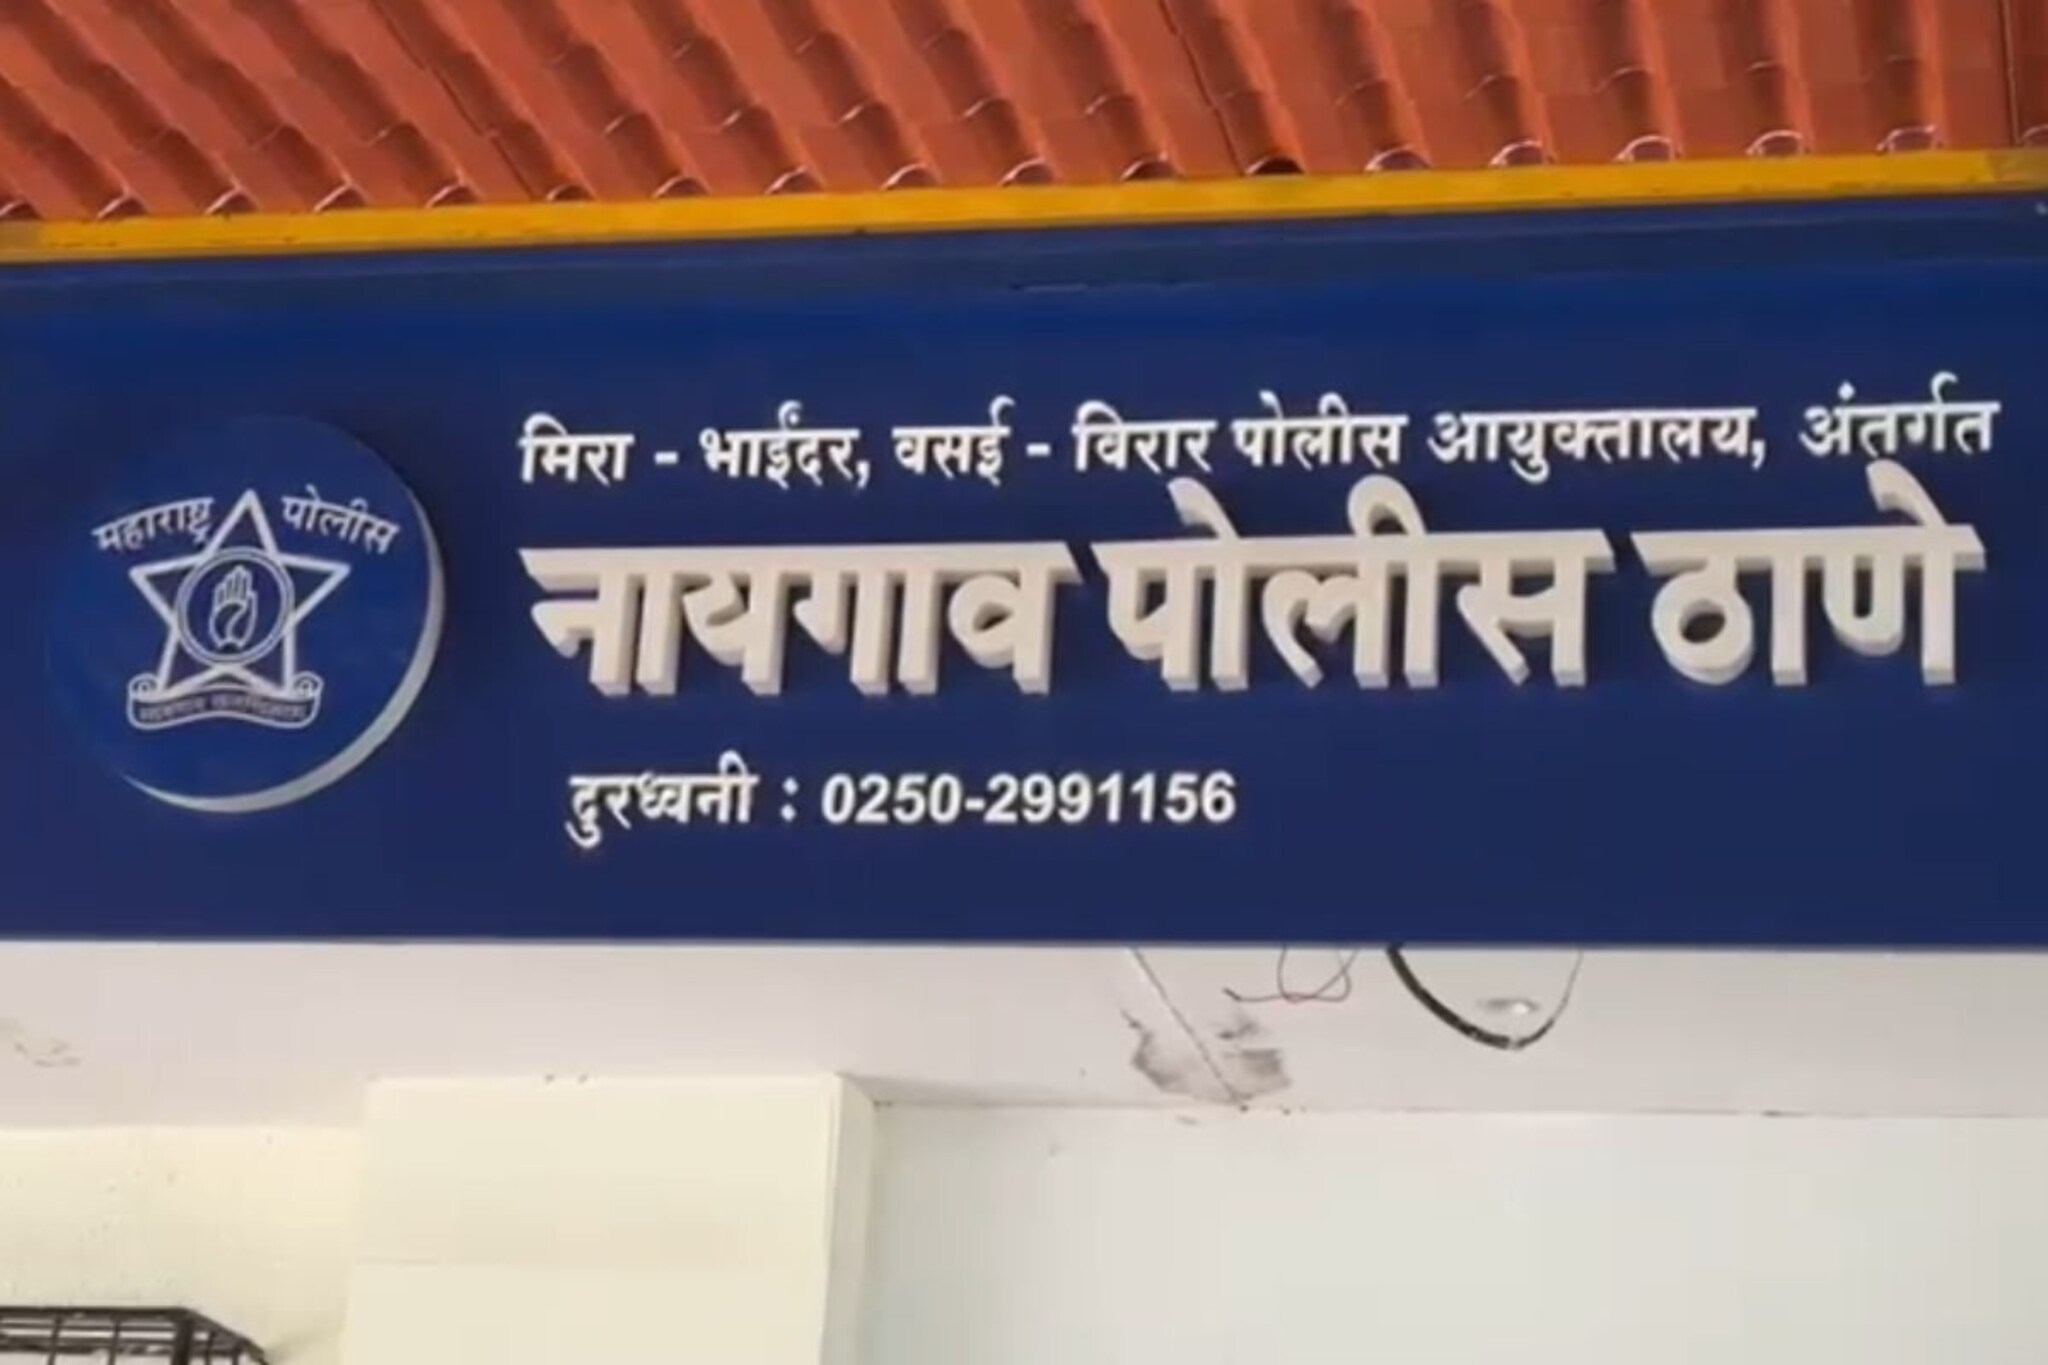 मिरा - भाईंदर, वसई - विरार पोलीस आयुक्तालय, अंतर्गत
महाराष्ट्र पोलीस
नायगाव पोलीस ठाणे
दुरध्वनी : 0250-2991156